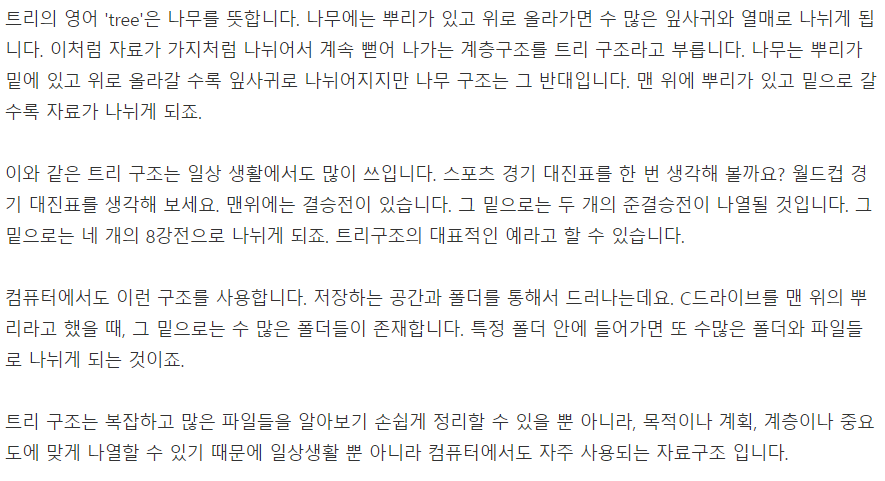 트리의 영어 'tree'은 나무를 뜻합니다. 나무에는 뿌리가 있고 위로 올라가면 수 많은 잎사귀와 열매로 나뉘게 됩
니다. 이처럼 자료가 가지처럼 나뉘어서 계속 뻗어 나가는 계층구조를 트리 구조라고 부릅니다. 나무는 뿌리가
밑에 있고 위로 올라갈 수록 잎사귀로 나뉘어지지만 나무 구조는 그 반대입니다. 맨 위에 뿌리가 있고 밑으로 갈
수록 자료가 나뉘게 되죠.
이와 같은 트리 구조는 일상 생활에서도 많이 쓰입니다. 스포츠 경기 대진표를 한 번 생각해 볼까요? 월드컵 경
기 대진표를 생각해 보세요. 맨위에는 결승전이 있습니다. 그 밑으로는 두 개의 준결승전이 나열될 것입니다. 그
밑으로는 네 개의 8강전으로 나뉘게 되죠. 트리구조의 대표적인 예라고 할 수 있습니다.
컴퓨터에서도 이런 구조를 사용합니다. 저장하는 공간과 폴더를 통해서 드러나는데요. C드라이브를 맨 위의 뿌
리라고 했을 때, 그 밑으로는 수 많은 폴더들이 존재합니다. 특정 폴더 안에 들어가면 또 수많은 폴더와 파일들
로 나뉘게 되는 것이죠.
트리 구조는 복잡하고 많은 파일들을 알아보기 손쉽게 정리할 수 있을 뿐 아니라, 목적이나 계획, 계층이나 중요
도에 맞게 나열할 수 있기 때문에 일상생활 뿐 아니라 컴퓨터에서도 자주 사용되는 자료구조 입니다.